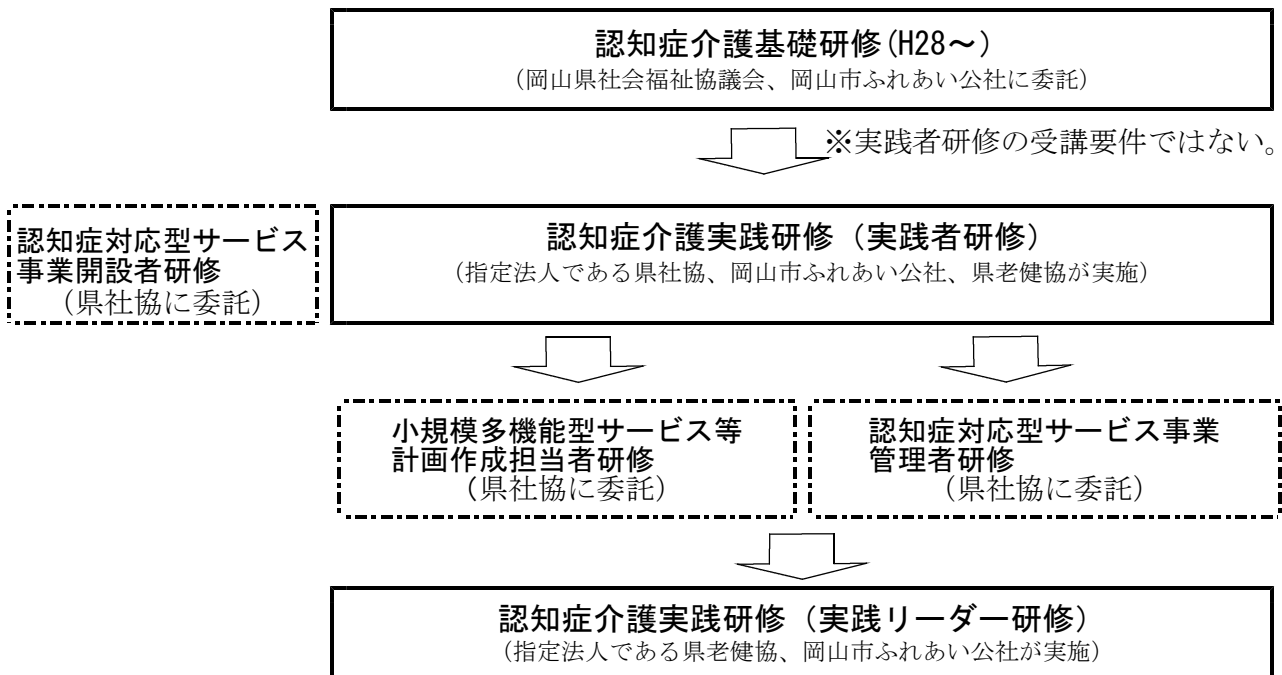 認知症介護基礎研修(H28～)
(岡山県社会福祉協議会、岡山市ふれあい公社に委託)
※実践者研修の受講要件ではない。
認知症対応型サービス
事業開設者研修
(県社協に委託)
認知症介護実践研修（実践者研修）
(指定法人である県社協、岡山市ふれあい公社、県老健協が実施)
小規模多機能型サービス等
計画作成担当者研修
(県社協に委託)
認知症対応型サービス事業
管理者研修
(県社協に委託)
認知症介護実践研修（実践リーダー研修）
(指定法人である県老健協、岡山市ふれあい公社が実施)